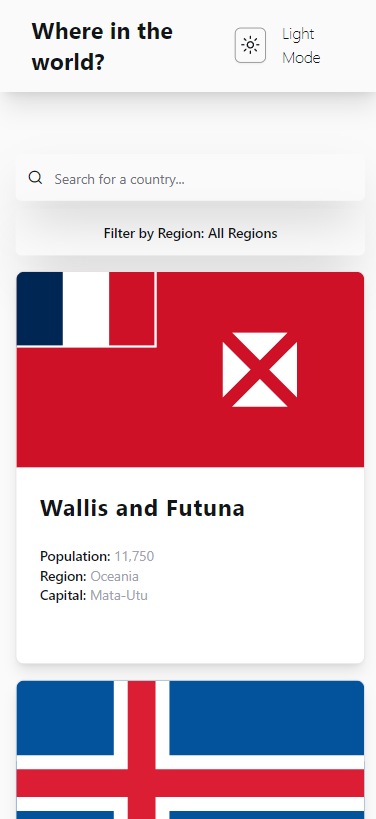 Where in the
world?
Light
Mode
Search for a country...
Filter by Region: All Regions
Wallis and Futuna
Population: 11,750
Region: Oceania
Capital: Mata-Utu